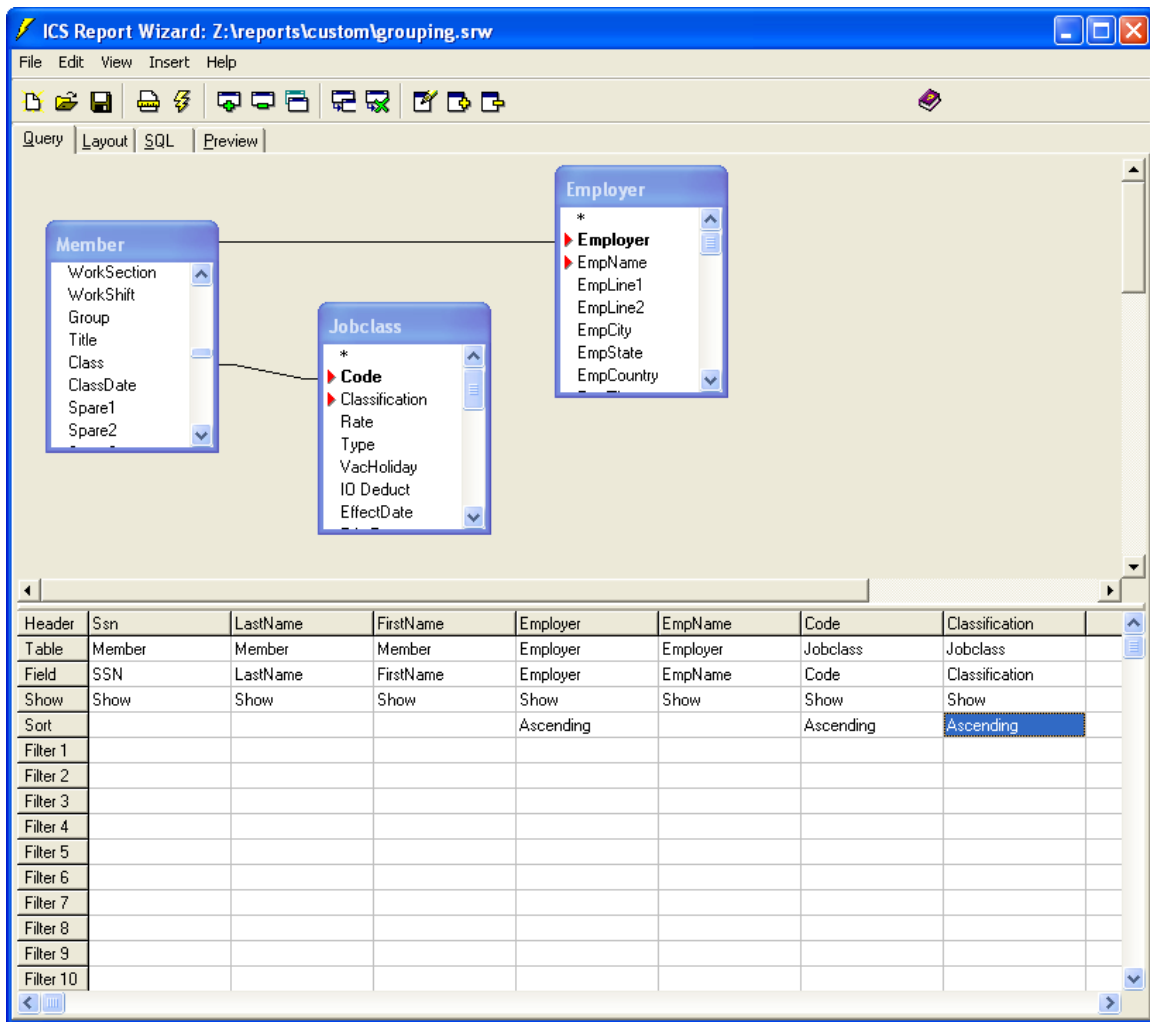 ICS Report Wizard: Z:\reports\custom\grouping.srw
File Edit View Insert Help
Query Layout SQL Preview
Member
WorkSection
WorkShift
Group
Title
Class
ClassDate
Spare1
Spare2
Jobclass
*
Code
Classification
Rate
Type
VacHoliday
IO Deduct
EffectDate
Employer
*
Employer
EmpName
EmpLine1
EmpLine2
EmpCity
EmpState
EmpCountry
Header Ssn LastName FirstName Employer EmpName Code Classification
Table Member Member Member Employer Employer Jobclass Jobclass
Field SSN LastName FirstName Employer EmpName Code Classification
Show Show Show Show Show Show Show Show
Sort Ascending Ascending Ascending
Filter 1
Filter 2
Filter 3
Filter 4
Filter 5
Filter 6
Filter 7
Filter 8
Filter 9
Filter 10